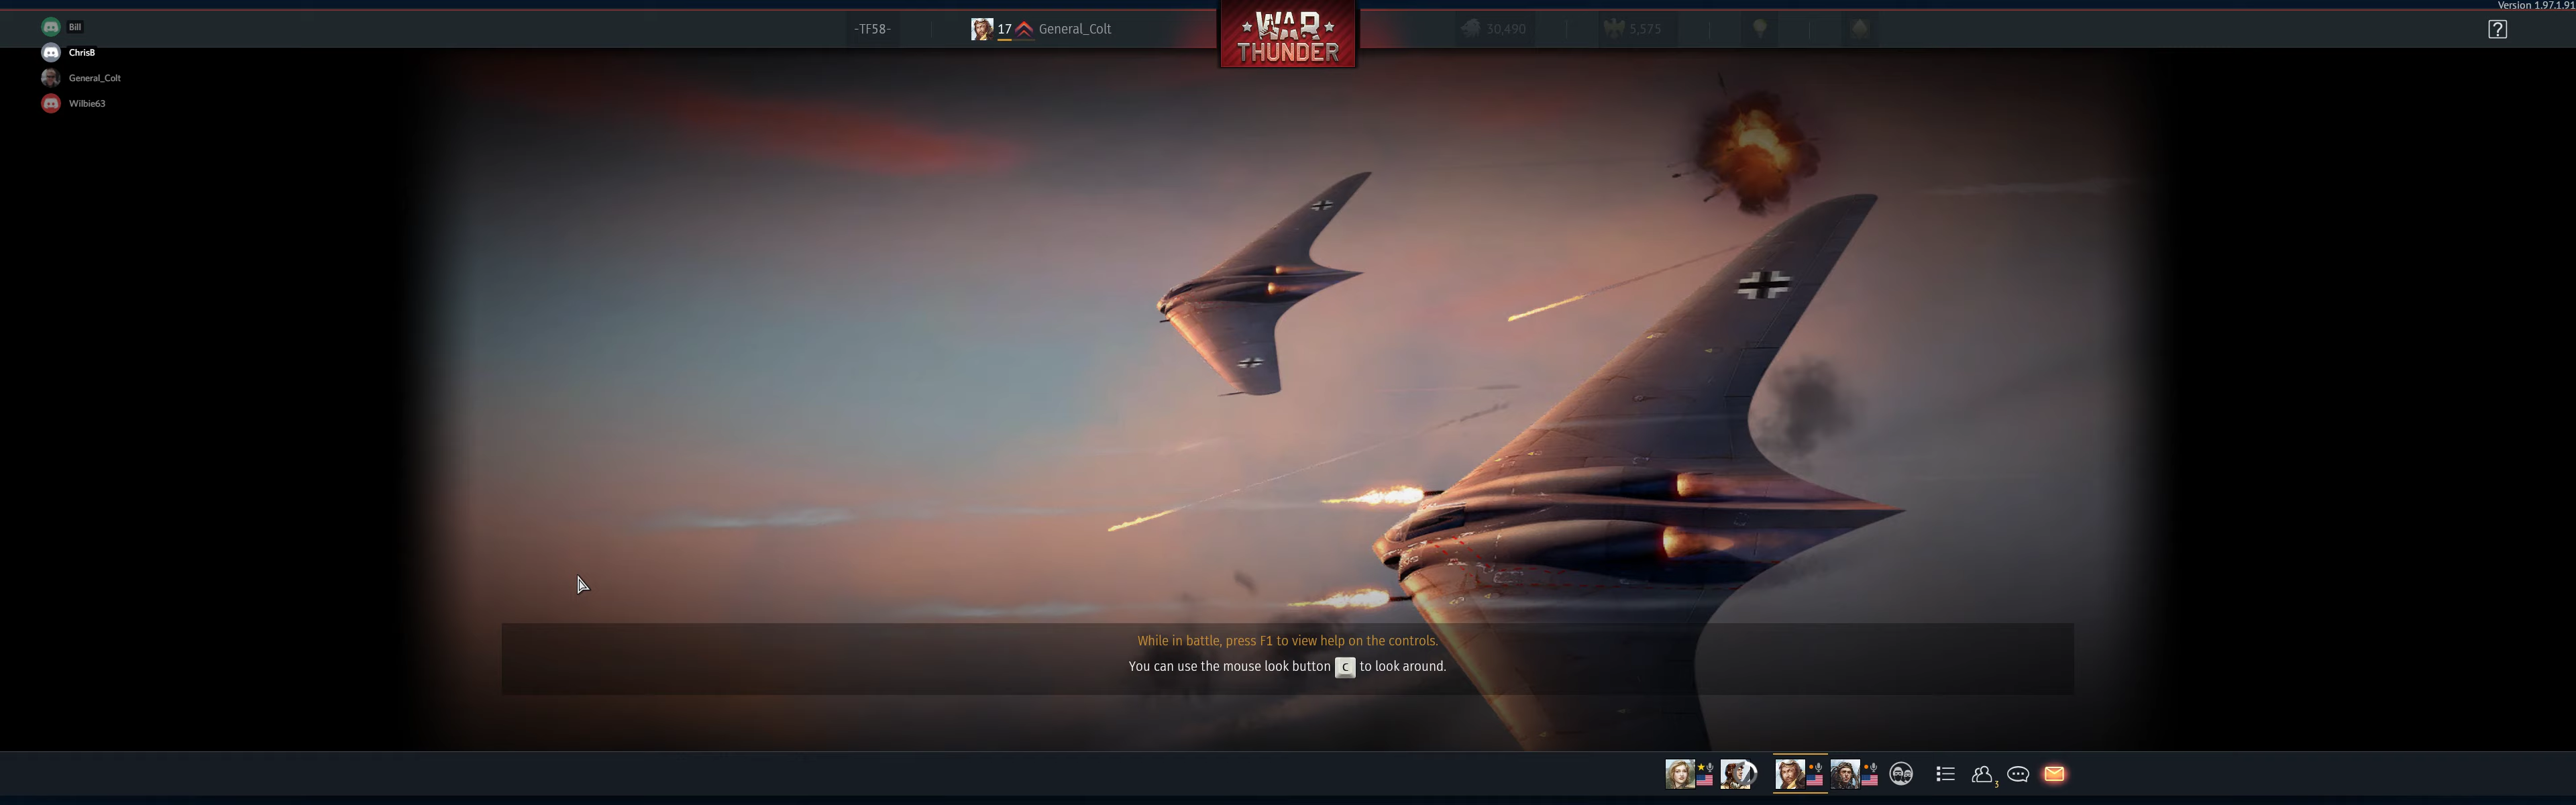 Version 1.97.1.91
Bill
ChrisB
General_Colt
Wilbie63
-TF58-
17 General_Colt
WAR
THUNDER
30,490
5,575
?
While in battle, press F1 to view help on the controls.
You can use the mouse look button C to look around.
3